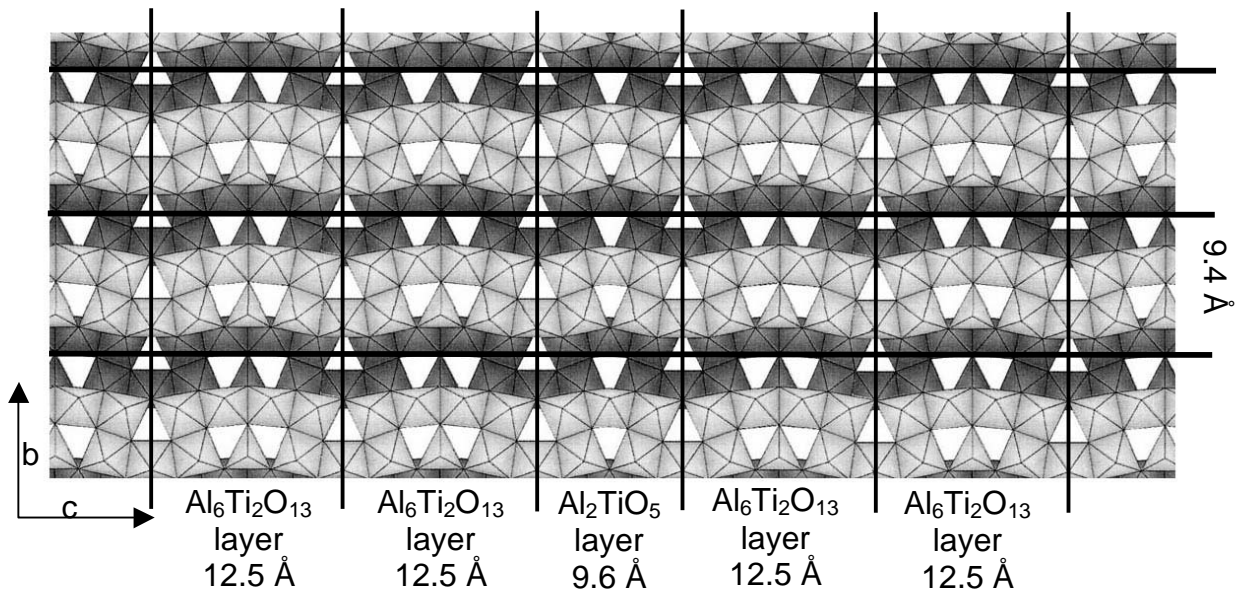 9.4 Å
b
c
Al₆Ti₂O₁₃
layer
12.5 Å
Al₆Ti₂O₁₃
layer
12.5 Å
Al₂TiO₅
layer
9.6 Å
Al₆Ti₂O₁₃
layer
12.5 Å
Al₆Ti₂O₁₃
layer
12.5 Å